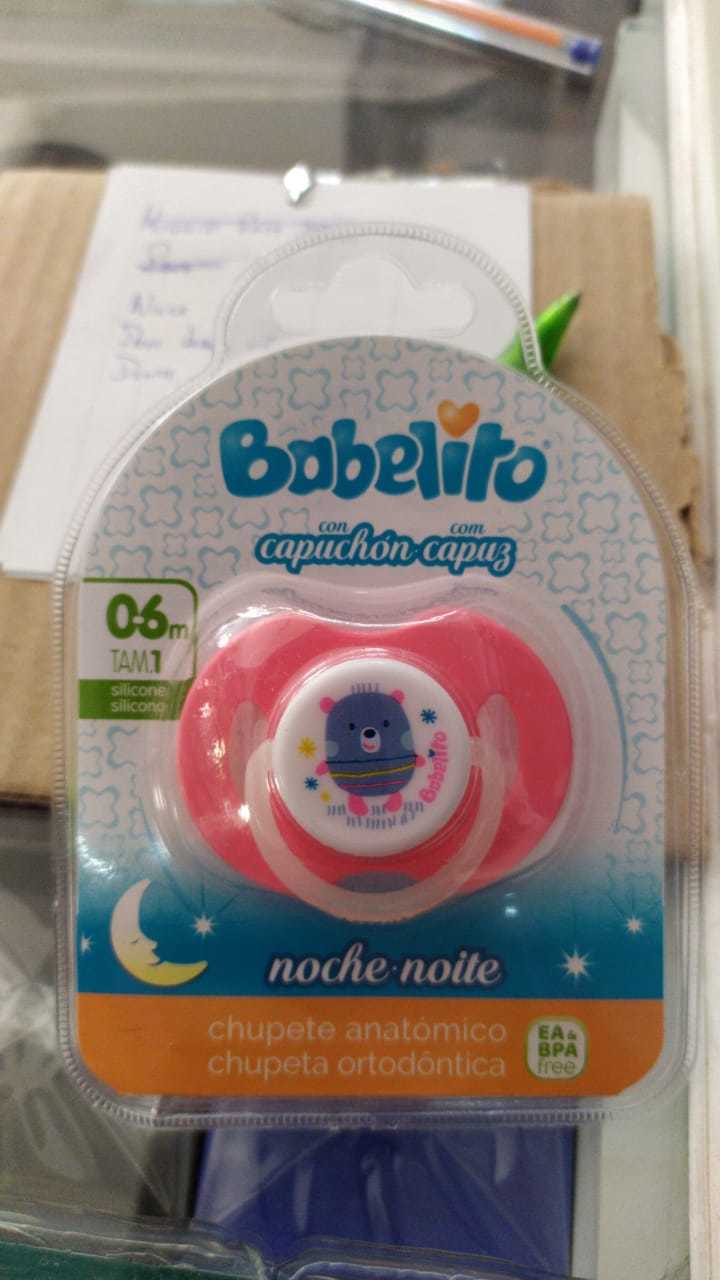 Babelito
con com
capuchón·capuz
0-6m
TAM.1
silicone
silicono
Babelito
noche·noite
chupete anatómico
chupeta ortodôntica
EA&
BPA
free